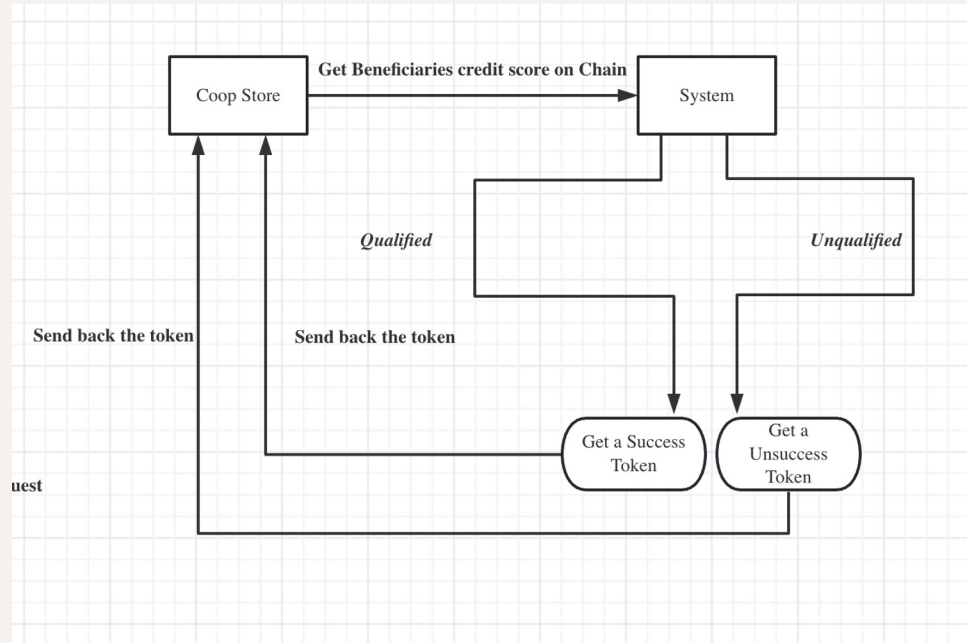 Get Beneficiaries credit score on Chain
Coop Store
System
Qualified
Unqualified
Send back the token
Send back the token
Get a Success
Token
Get a
Unsuccess
Token
uest